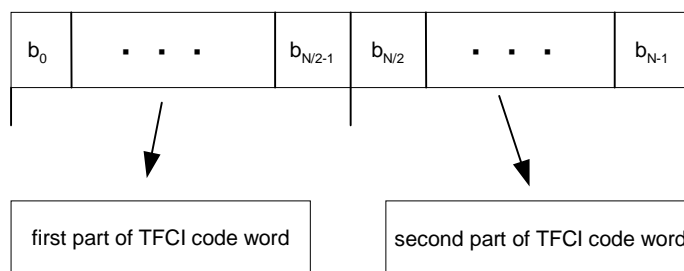 b0 . . . bN/2-1 bN/2 . . . bN-1
first part of TFCI code word second part of TFCI code word